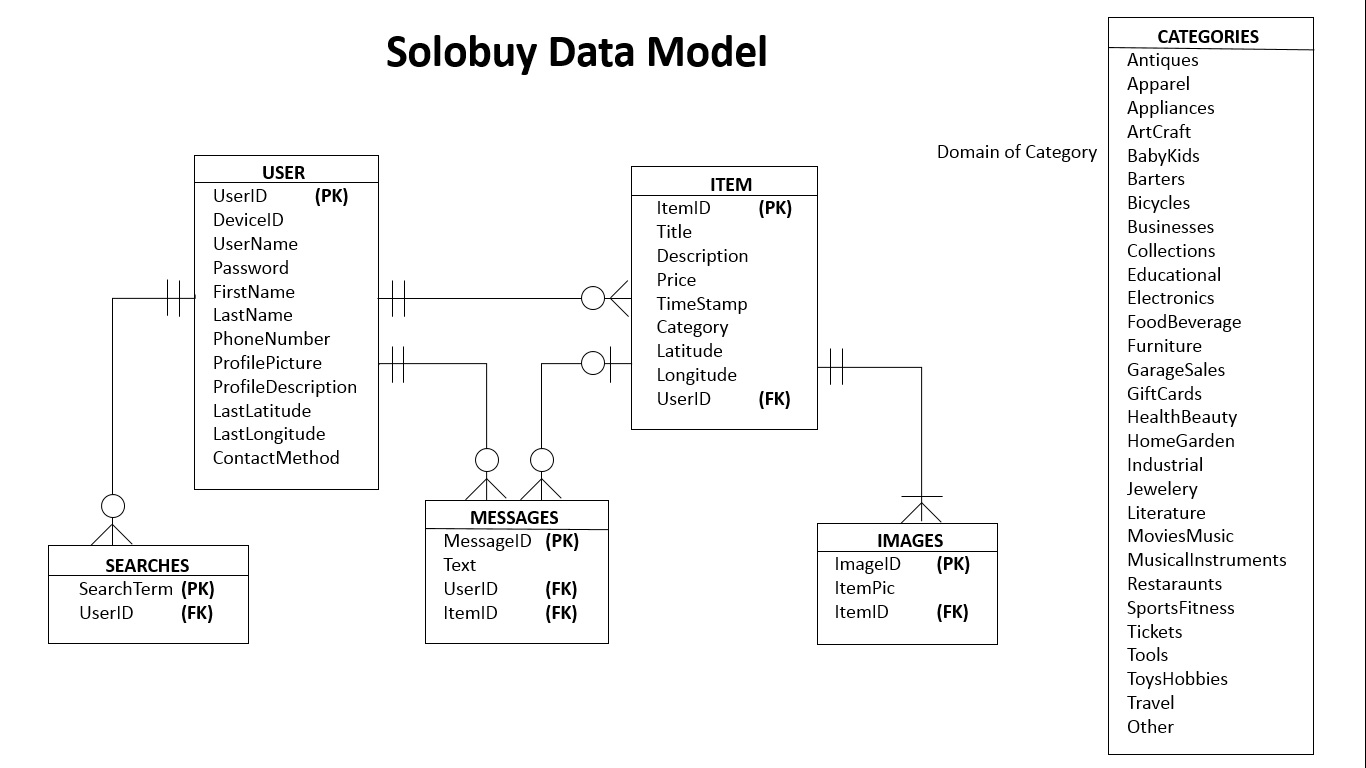 Solobuy Data Model
USER
UserID (PK)
DeviceID
UserName
Password
FirstName
LastName
PhoneNumber
ProfilePicture
ProfileDescription
LastLatitude
LastLongitude
ContactMethod
ITEM
ItemID (PK)
Title
Description
Price
TimeStamp
Category
Latitude
Longitude
UserID (FK)
SEARCHES
SearchTerm (PK)
UserID (FK)
MESSAGES
MessageID (PK)
Text
UserID (FK)
ItemID (FK)
IMAGES
ImageID (PK)
ItemPic
ItemID (FK)
Domain of Category
CATEGORIES
Antiques
Apparel
Appliances
ArtCraft
BabyKids
Barters
Bicycles
Businesses
Collections
Educational
Electronics
FoodBeverage
Furniture
GarageSales
GiftCards
HealthBeauty
HomeGarden
Industrial
Jewelery
Literature
MoviesMusic
MusicalInstruments
Restaraunts
SportsFitness
Tickets
Tools
ToysHobbies
Travel
Other